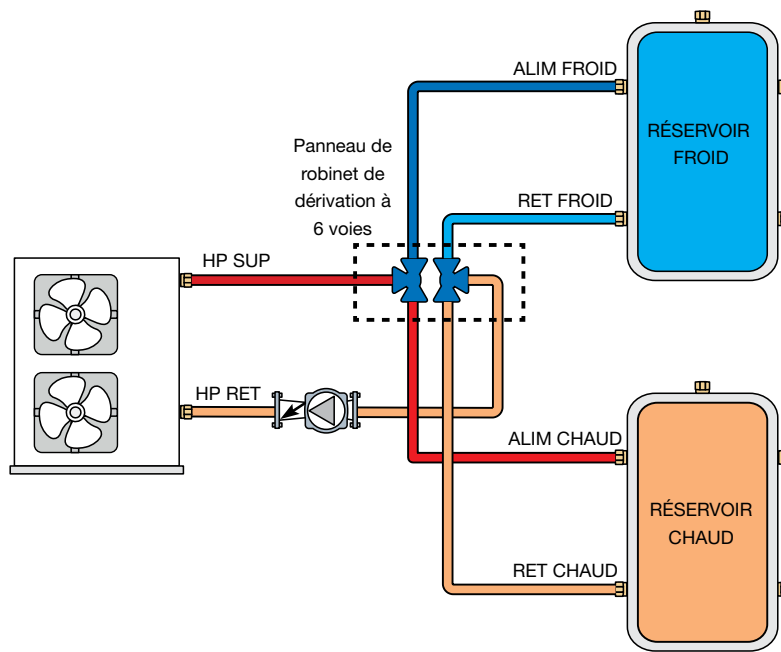 ALIM FROID
RÉSERVOIR
FROID
Panneau de
robinet de
dérivation à
6 voies
RET FROID
HP SUP
HP RET
ALIM CHAUD
RÉSERVOIR
CHAUD
RET CHAUD